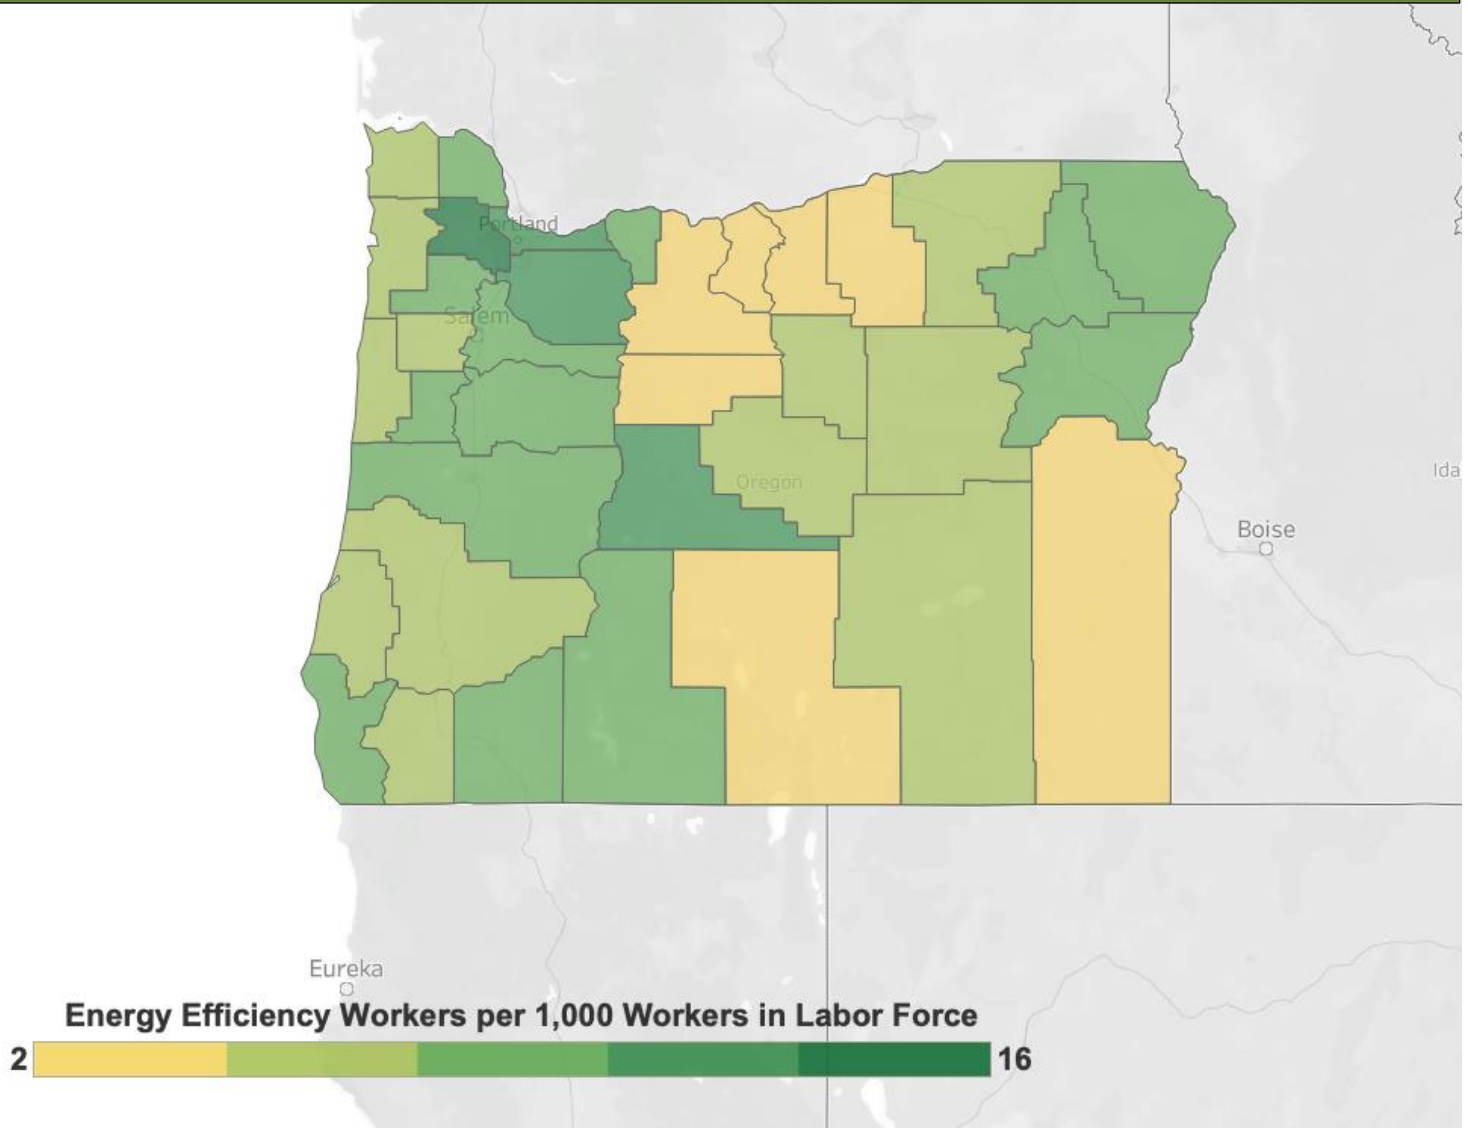 Portland
Salem
Oregon
Ida
Boise
Eureka
Energy Efficiency Workers per 1,000 Workers in Labor Force
2
16